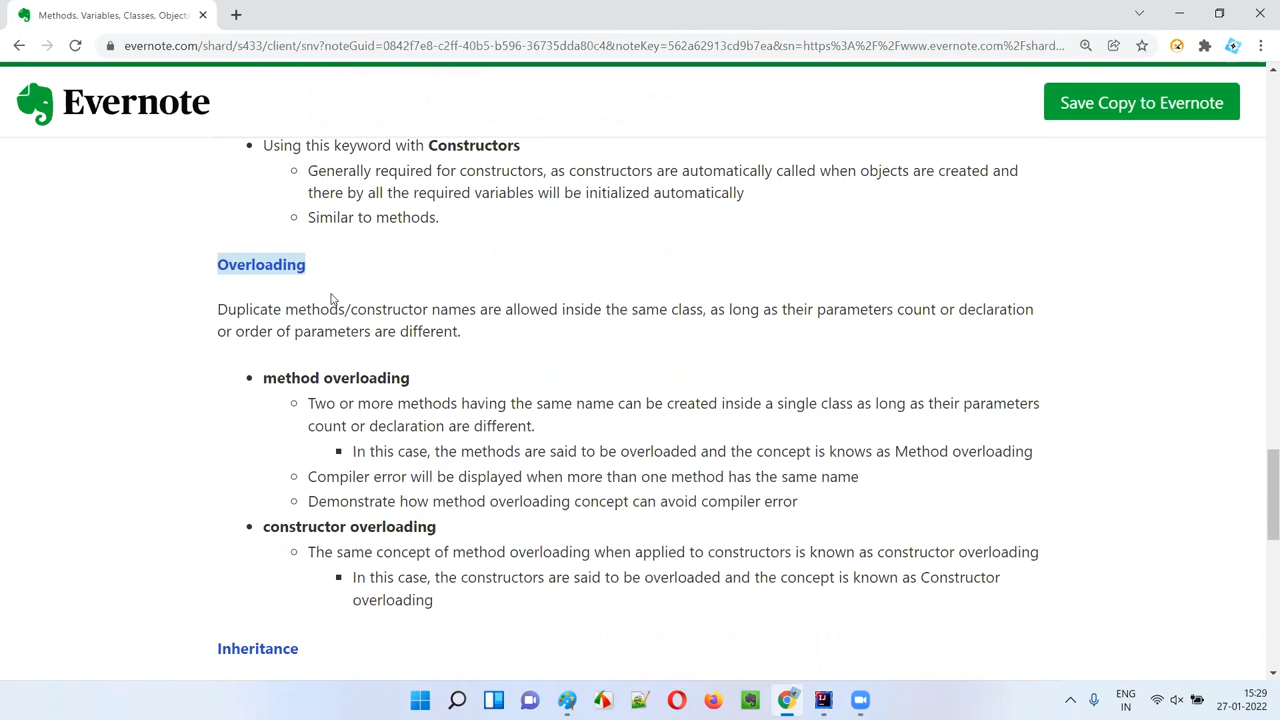 Methods, Variables, Classes, Objects
evernote.com/shard/s433/client/snv?noteGuid=0842f7e8-c2ff-40b5-b596-36735dda80c4&noteKey=562a62913cd9b7ea&sn=https%3A%2F%2Fwww.evernote.com%2Fshard...
Evernote
Save Copy to Evernote
• Using this keyword with Constructors
Generally required for constructors, as constructors are automatically called when objects are created and
there by all the required variables will be initialized automatically
Similar to methods.
Overloading
Duplicate methods/constructor names are allowed inside the same class, as long as their parameters count or declaration
or order of parameters are different.
• method overloading
Two or more methods having the same name can be created inside a single class as long as their parameters
count or declaration are different.
In this case, the methods are said to be overloaded and the concept is knows as Method overloading
Compiler error will be displayed when more than one method has the same name
Demonstrate how method overloading concept can avoid compiler error
• constructor overloading
The same concept of method overloading when applied to constructors is known as constructor overloading
In this case, the constructors are said to be overloaded and the concept is known as Constructor
overloading
Inheritance
ENG
IN
15:29
27-01-2022